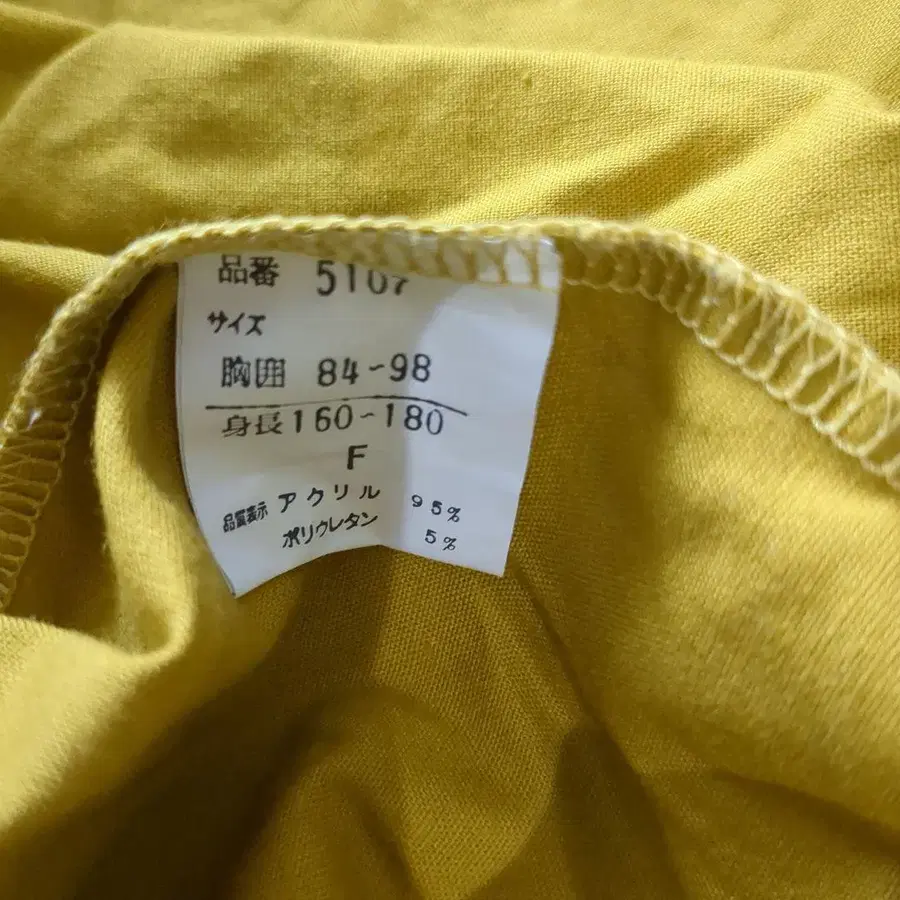 品番 5107
サイズ
胸囲 84~98
身長160~180
F
品質表示 アクリル 95%
ポリウレタン 5%